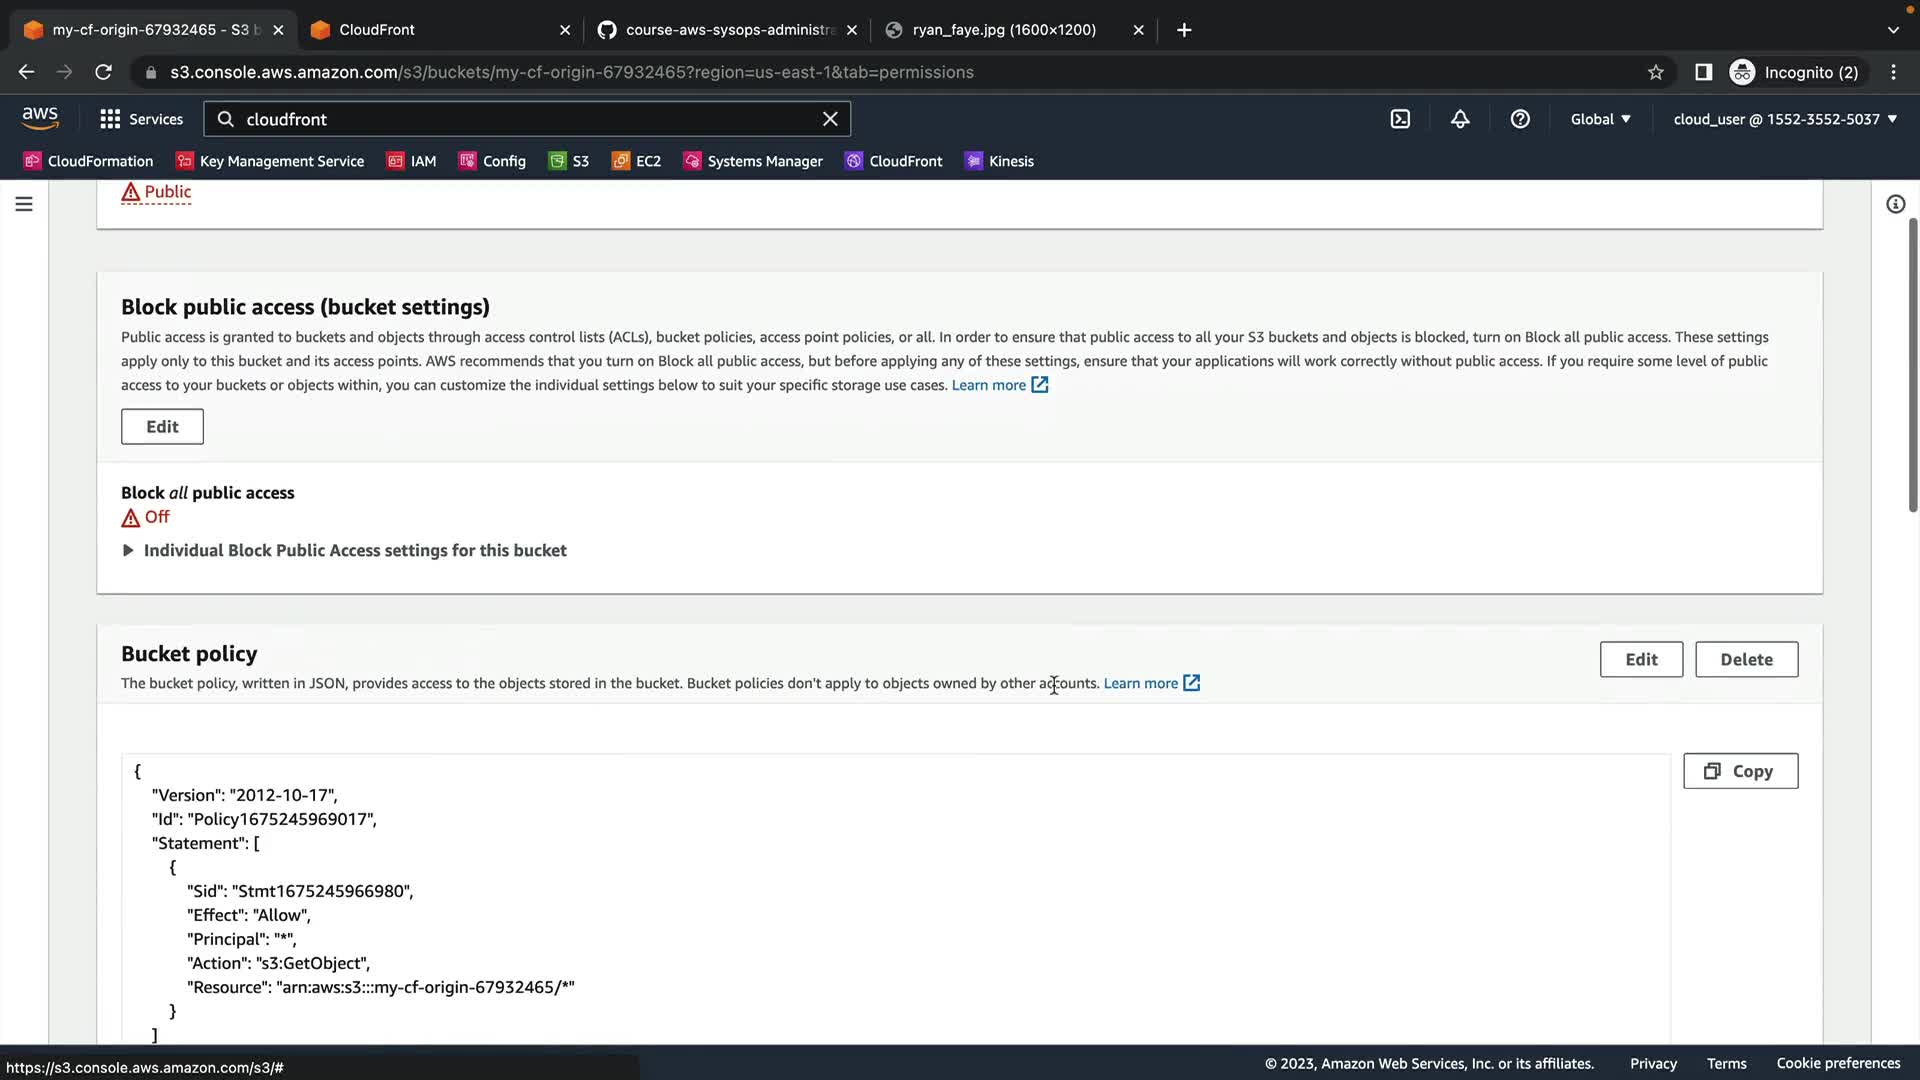 my-cf-origin-67932465 - S3 b
CloudFront
course-aws-sysops-administra
ryan_faye.jpg (1600×1200)
s3.console.aws.amazon.com/s3/buckets/my-cf-origin-67932465?region=us-east-1&tab=permissions
Incognito (2)
aws
Services
cloudfront
Global
cloud_user @ 1552-3552-5037
CloudFormation
Key Management Service
IAM
Config
S3
EC2
Systems Manager
CloudFront
Kinesis
Public
Block public access (bucket settings)
Public access is granted to buckets and objects through access control lists (ACLs), bucket policies, access point policies, or all. In order to ensure that public access to all your S3 buckets and objects is blocked, turn on Block all public access. These settings
apply only to this bucket and its access points. AWS recommends that you turn on Block all public access, but before applying any of these settings, ensure that your applications will work correctly without public access. If you require some level of public
access to your buckets or objects within, you can customize the individual settings below to suit your specific storage use cases. Learn more
Edit
Block all public access
Off
Individual Block Public Access settings for this bucket
Bucket policy
The bucket policy, written in JSON, provides access to the objects stored in the bucket. Bucket policies don't apply to objects owned by other accounts. Learn more
Edit
Delete
Copy
{
"Version": "2012-10-17",
"Id": "Policy1675245969017",
"Statement": [
{
"Sid": "Stmt1675245966980",
"Effect": "Allow",
"Principal": "*",
"Action": "s3:GetObject",
"Resource": "arn:aws:s3:::my-cf-origin-67932465/*"
}
]
https://s3.console.aws.amazon.com/s3/#
© 2023, Amazon Web Services, Inc. or its affiliates.
Privacy
Terms
Cookie preferences